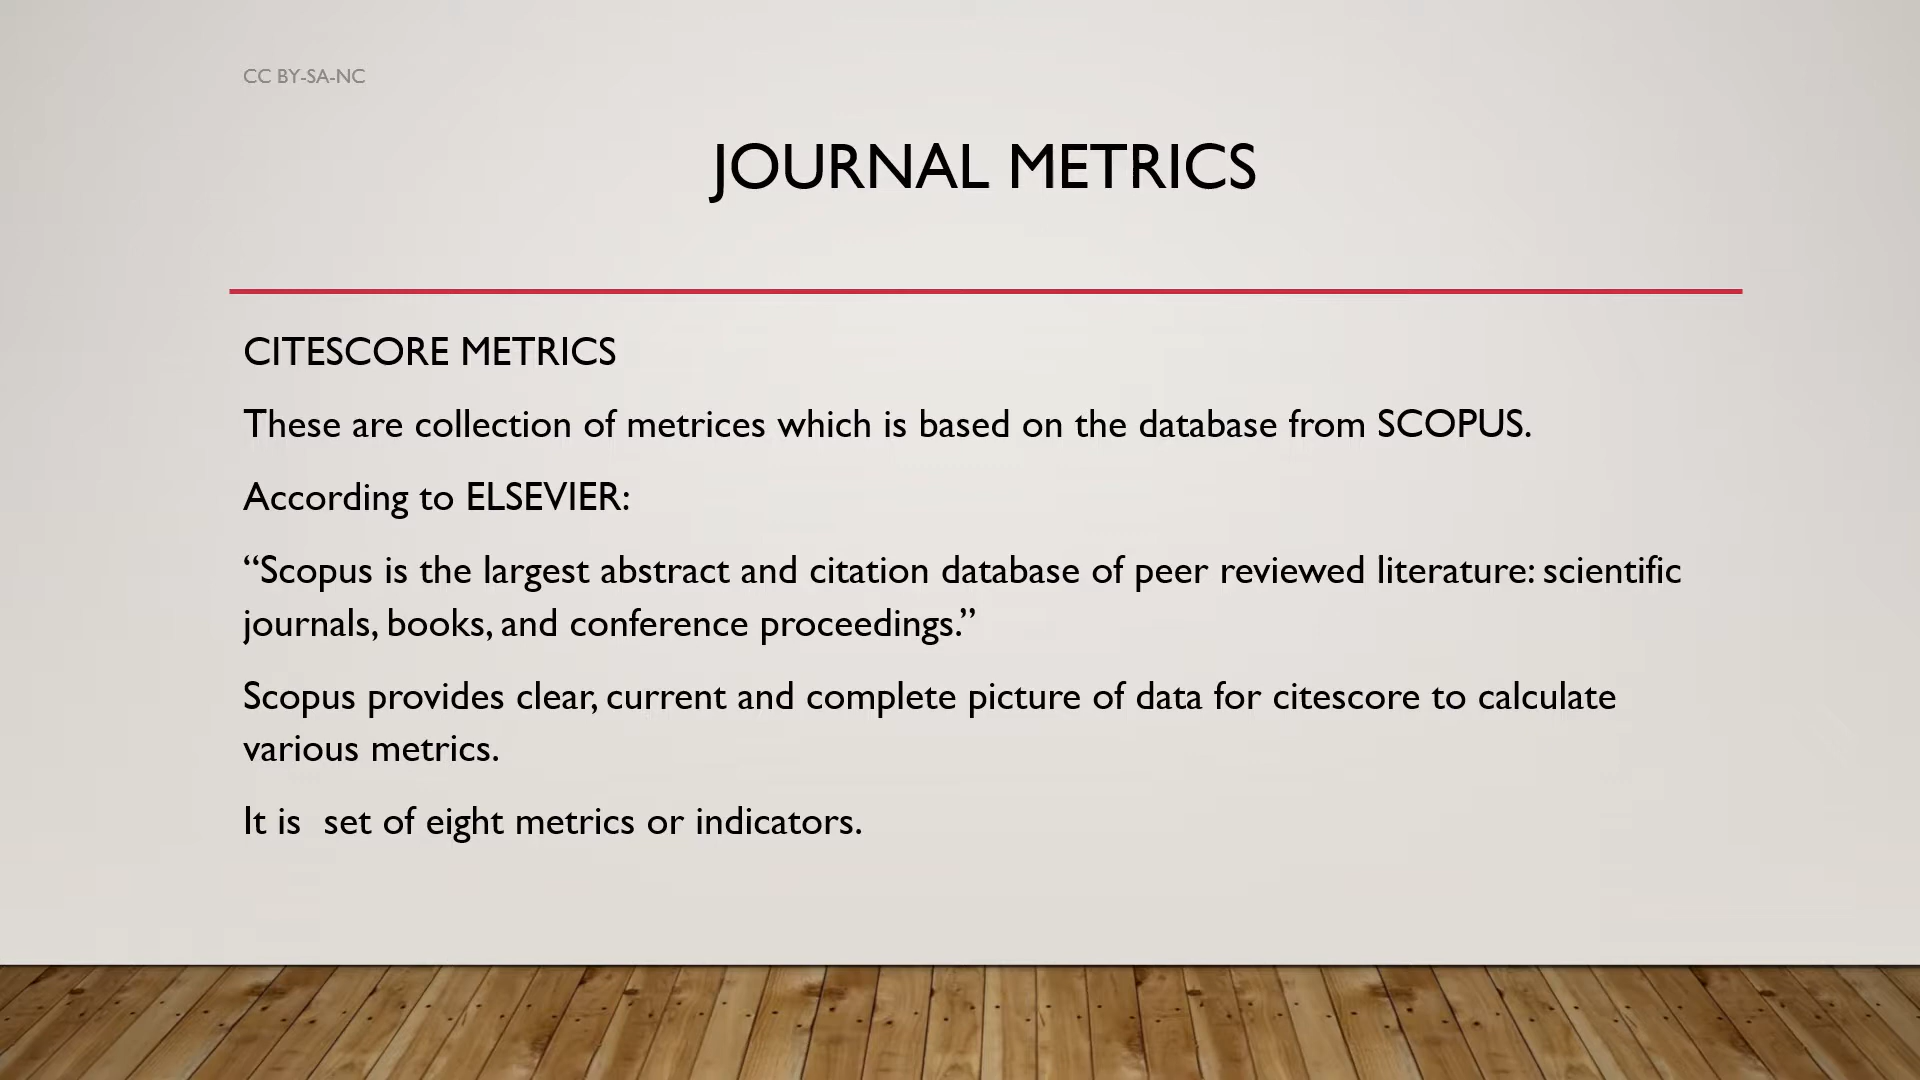 CC BY-SA-NC
JOURNAL METRICS
CITESCORE METRICS
These are collection of metrices which is based on the database from SCOPUS.
According to ELSEVIER:
“Scopus is the largest abstract and citation database of peer reviewed literature: scientific
journals, books, and conference proceedings.”
Scopus provides clear, current and complete picture of data for citescore to calculate
various metrics.
It is  set of eight metrics or indicators.